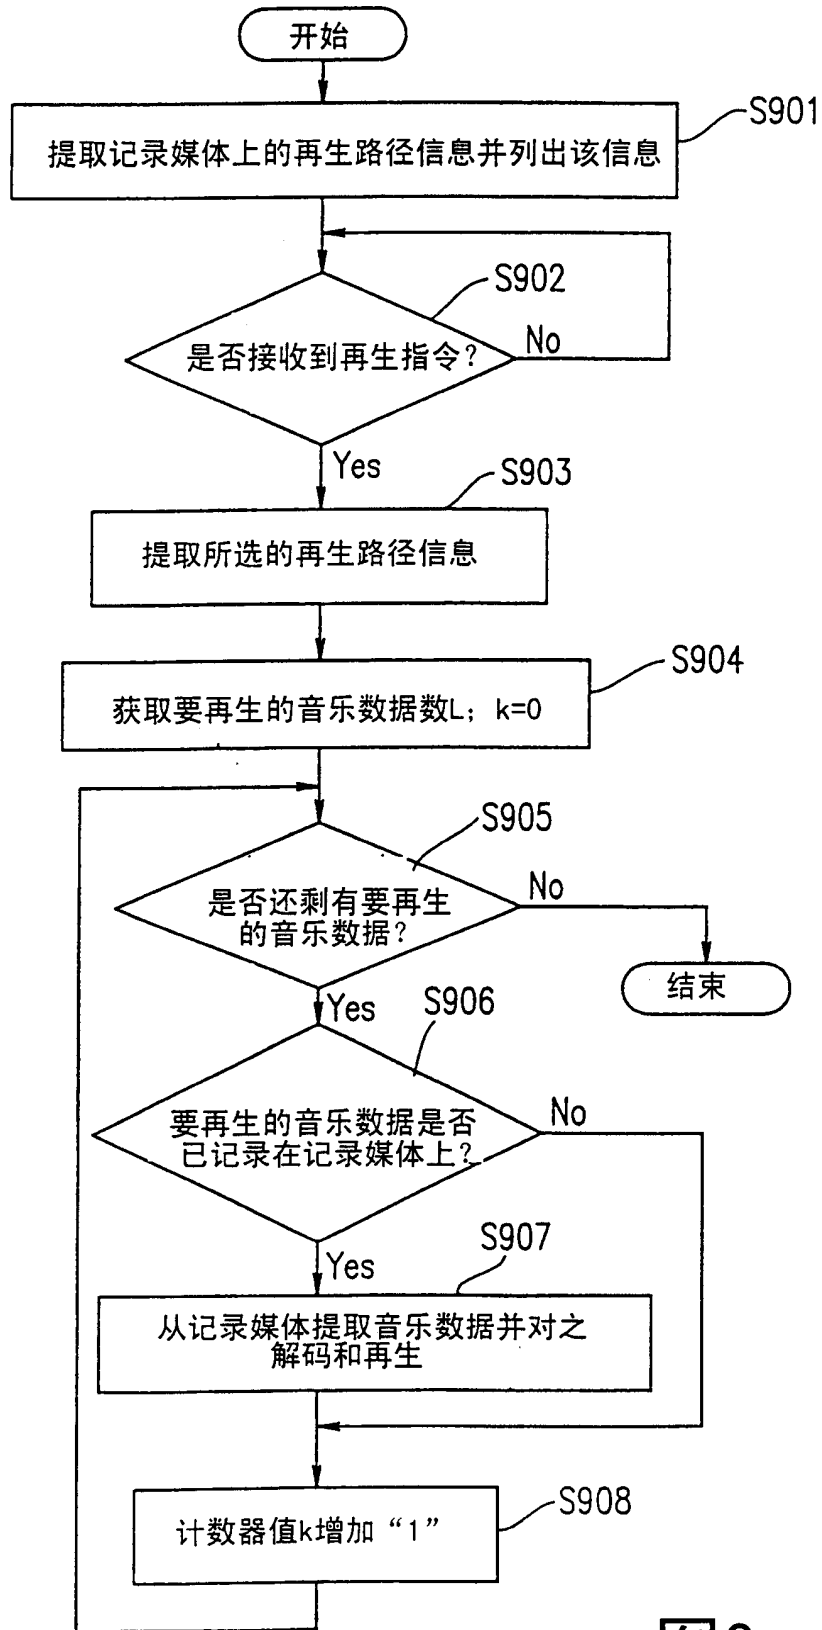 开始
S901
提取记录媒体上的再生路径信息并列出该信息
S902
是否接收到再生指令?
No
Yes
S903
提取所选的再生路径信息
S904
获取要再生的音乐数据数L; k=0
S905
是否还剩有要再生
的音乐数据?
No
结束
Yes
S906
要再生的音乐数据是否
已记录在记录媒体上?
No
Yes
S907
从记录媒体提取音乐数据并对之
解码和再生
S908
计数器值k增加“1”